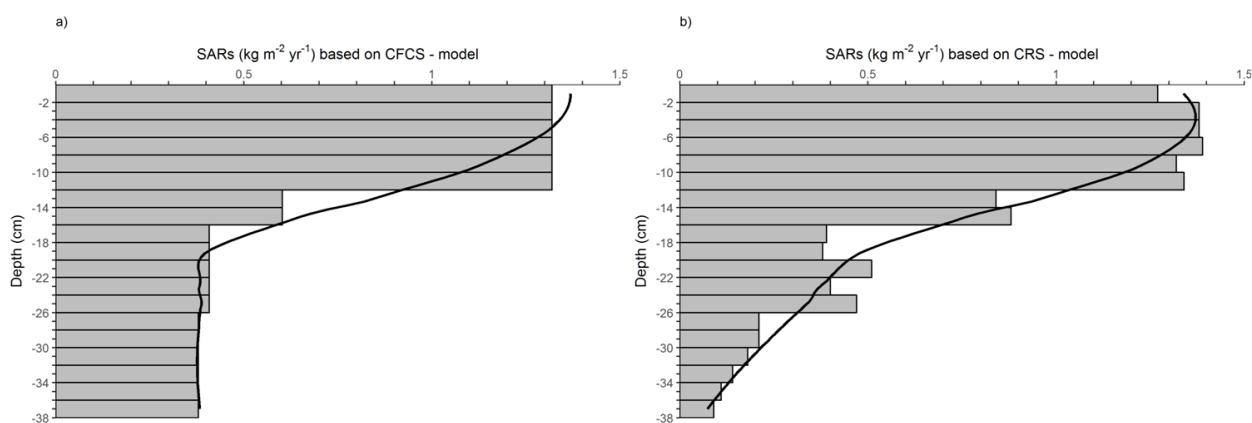 a)
SARs (kg m⁻² yr⁻¹) based on CFCS - model
0 0.5 1 1.5
Depth (cm)
-2
-6
-10
-14
-18
-22
-26
-30
-34
-38
b)
SARs (kg m⁻² yr⁻¹) based on CRS - model
0 0.5 1 1.5
Depth (cm)
-2
-6
-10
-14
-18
-22
-26
-30
-34
-38